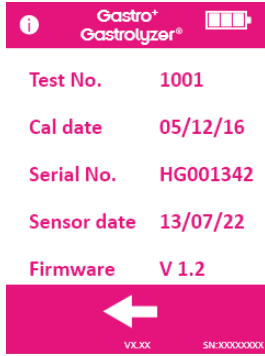 i
Gastro+
Gastrolyzer®
Test No. 1001
Cal date 05/12/16
Serial No. HG001342
Sensor date 13/07/22
Firmware V 1.2
VX.XX SN:XXXXXXXX